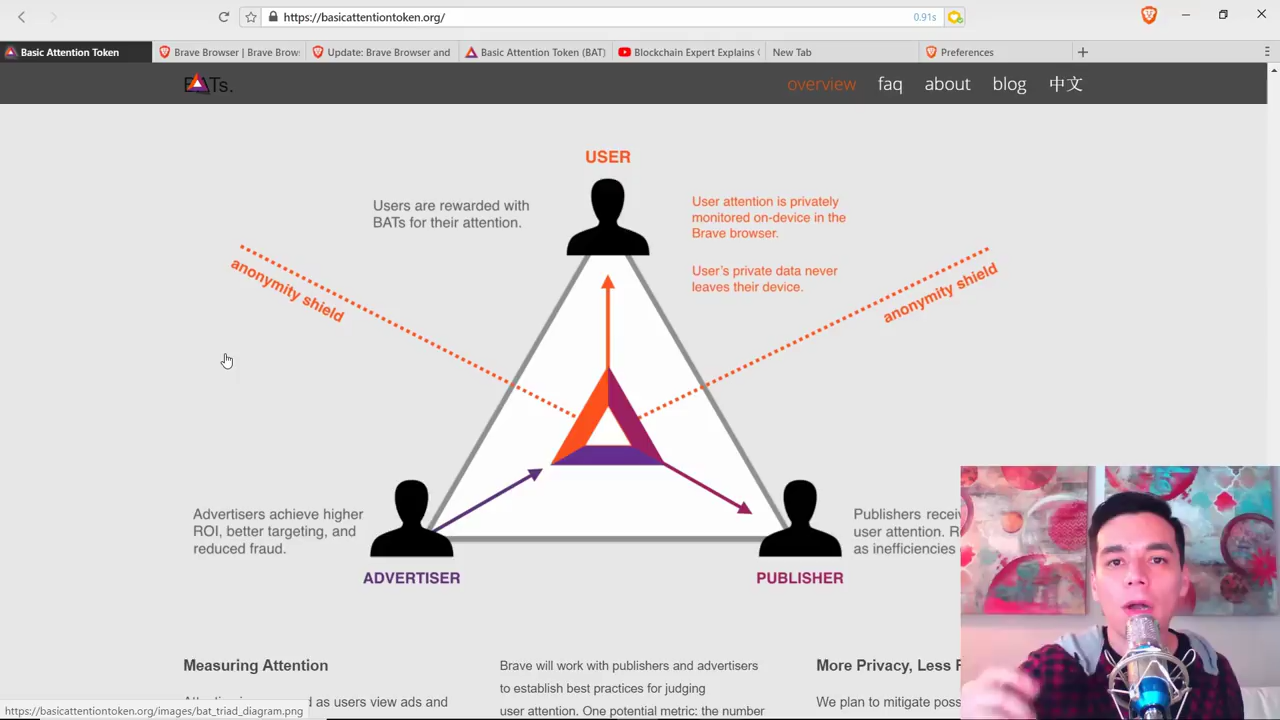 https://basicattentiontoken.org/
0.91s
Basic Attention Token
Brave Browser | Brave Brow
Update: Brave Browser and
Basic Attention Token (BAT)
Blockchain Expert Explains
New Tab
Preferences
BATs.
overview
faq
about
blog
中文
USER
Users are rewarded with
BATs for their attention.
User attention is privately
monitored on-device in the
Brave browser.
User's private data never
leaves their device.
anonymity shield
anonymity shield
Advertisers achieve higher
ROI, better targeting, and
reduced fraud.
ADVERTISER
PUBLISHER
Publishers
user attention.
as inefficiencies
Measuring Attention
Brave will work with publishers and advertisers
to establish best practices for judging
user attention. One potential metric: the number
More Privacy, Less
We plan to mitigate
as users view ads and
https://basicattentiontoken.org/images/bat_triad_diagram.png